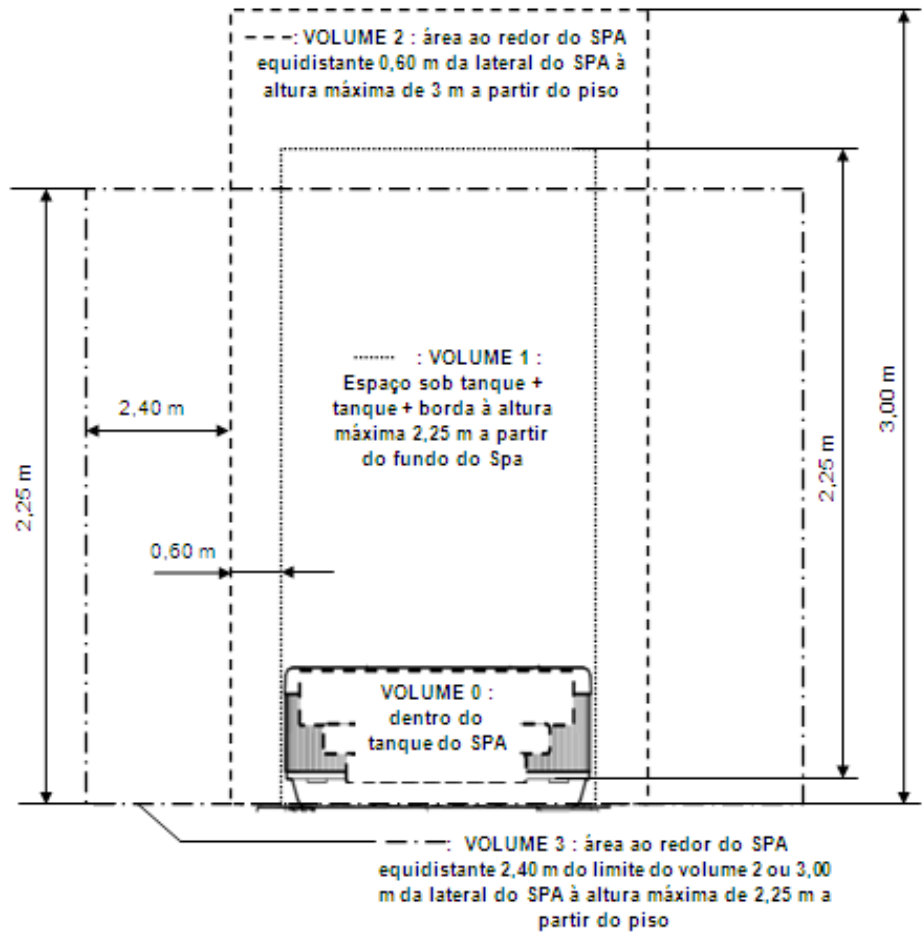 ----: VOLUME 2 : área ao redor do SPA
equidistante 0,60 m da lateral do SPA à
altura máxima de 3 m a partir do piso
2,40 m
2,25 m
0,60 m
........ : VOLUME 1 :
Espaço sob tanque +
tanque + borda à altura
máxima 2,25 m a partir
do fundo do Spa
2,25 m
3,00 m
VOLUME 0 :
dentro do
tanque do SPA
— · — ·: VOLUME 3 : área ao redor do SPA
equidistante 2,40 m do limite do volume 2 ou 3,00
m da lateral do SPA à altura máxima de 2,25 m a
partir do piso